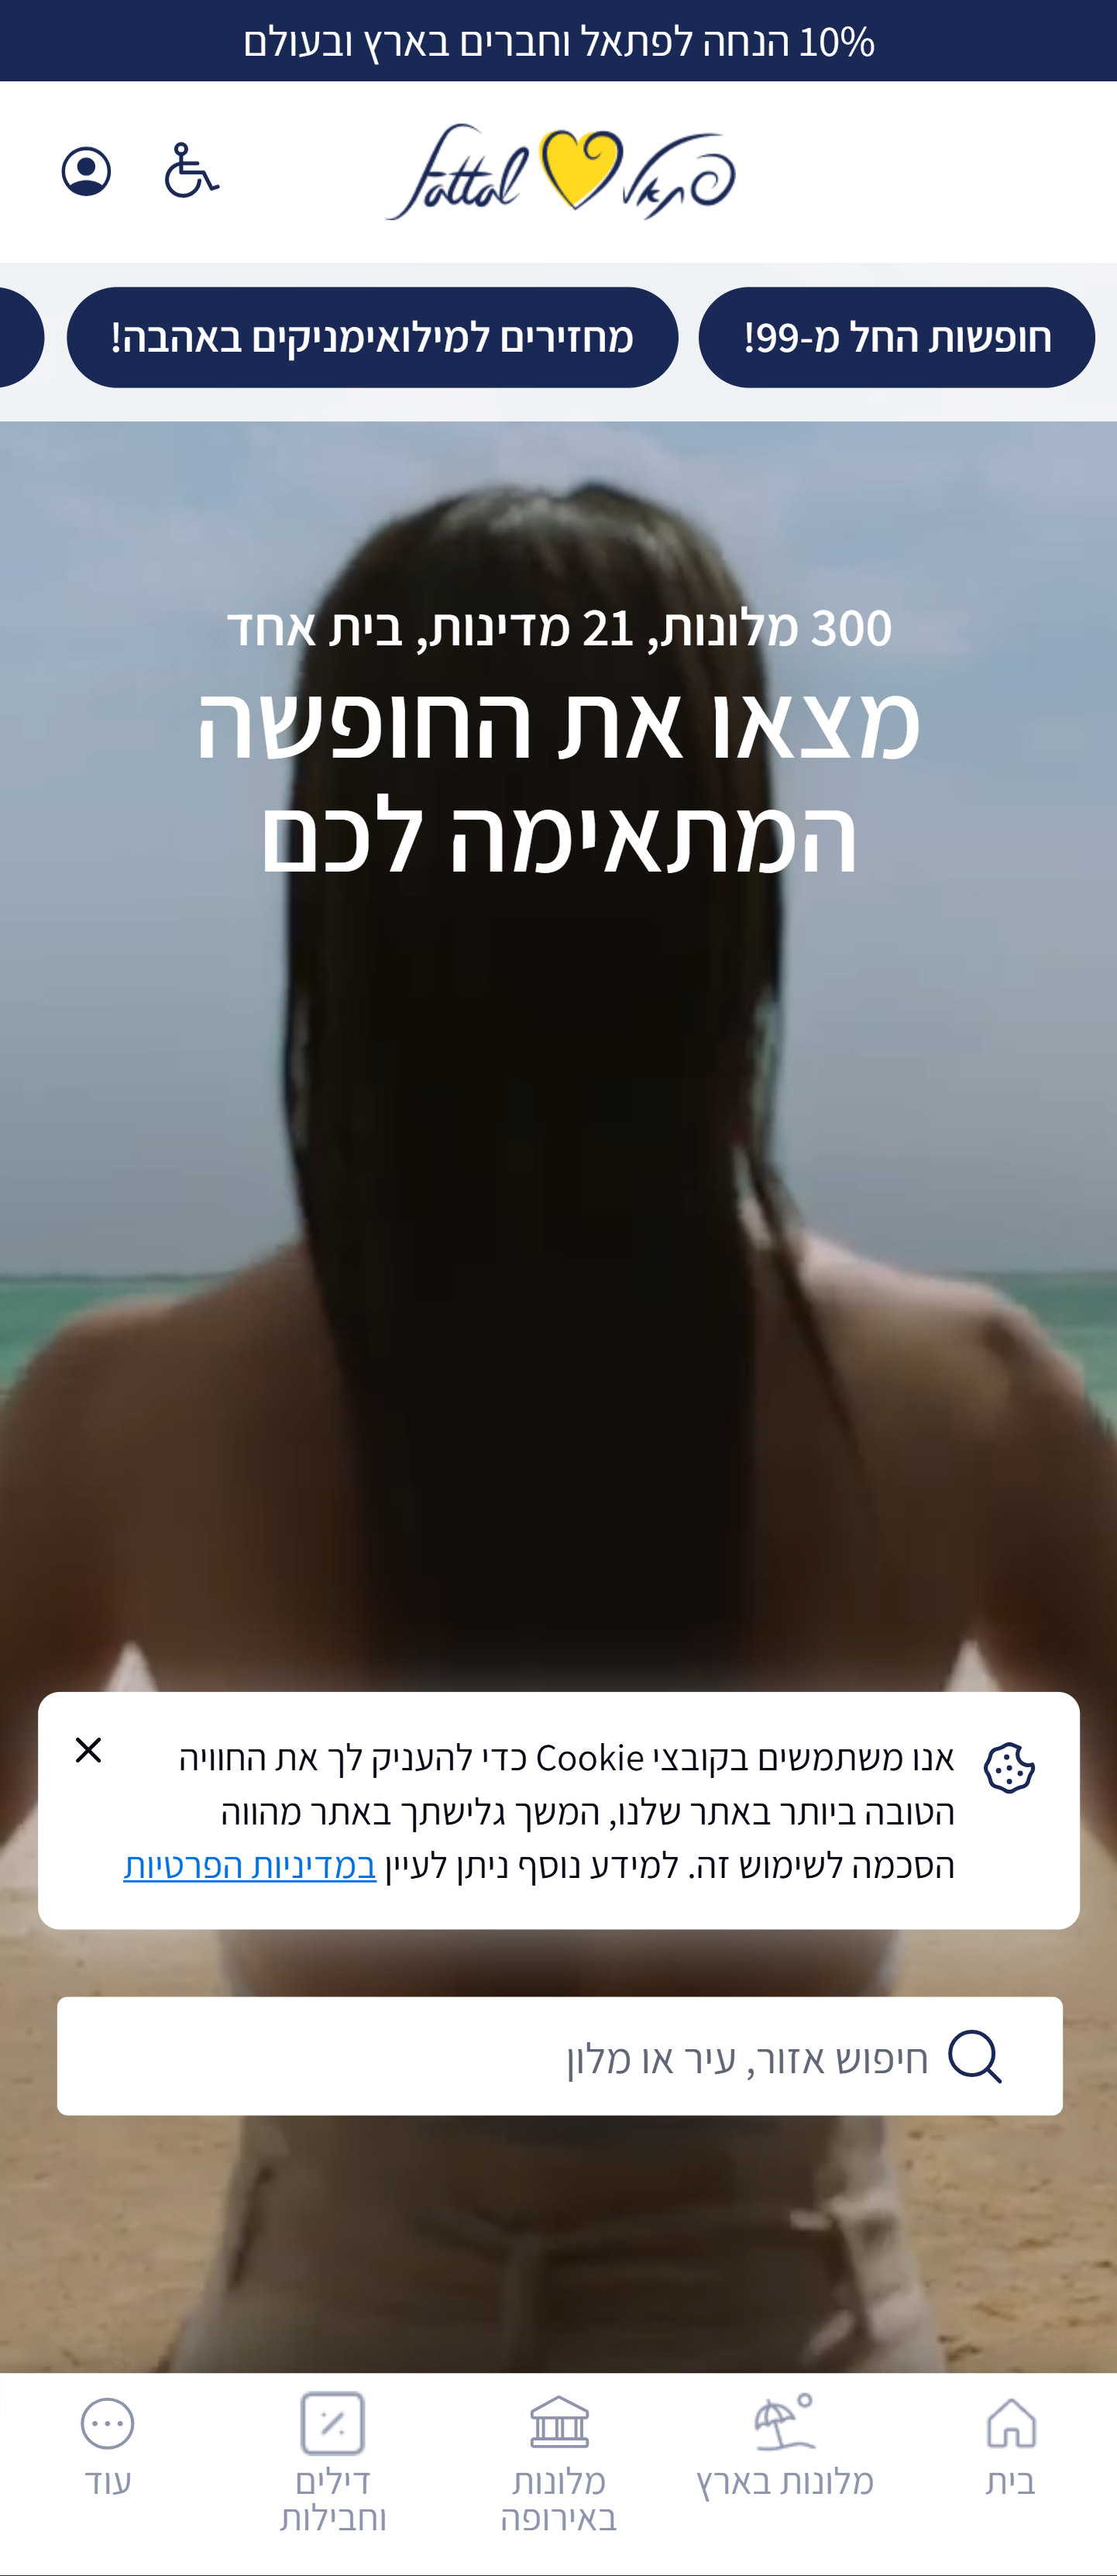 10% הנחה לפתאל וחברים בארץ ובעולם
פתאל fattal
חופשות החל מ-99!
מחזירים למילואימניקים באהבה!
300 מלונות, 21 מדינות, בית אחד
מצאו את החופשה
המתאימה לכם
אנו משתמשים בקובצי Cookie כדי להעניק לך את החוויה
הטובה ביותר באתר שלנו, המשך גלישתך באתר מהווה
הסכמה לשימוש זה. למידע נוסף ניתן לעיין במדיניות הפרטיות
חיפוש אזור, עיר או מלון
בית
מלונות בארץ
מלונות
באירופה
דילים
וחבילות
עוד